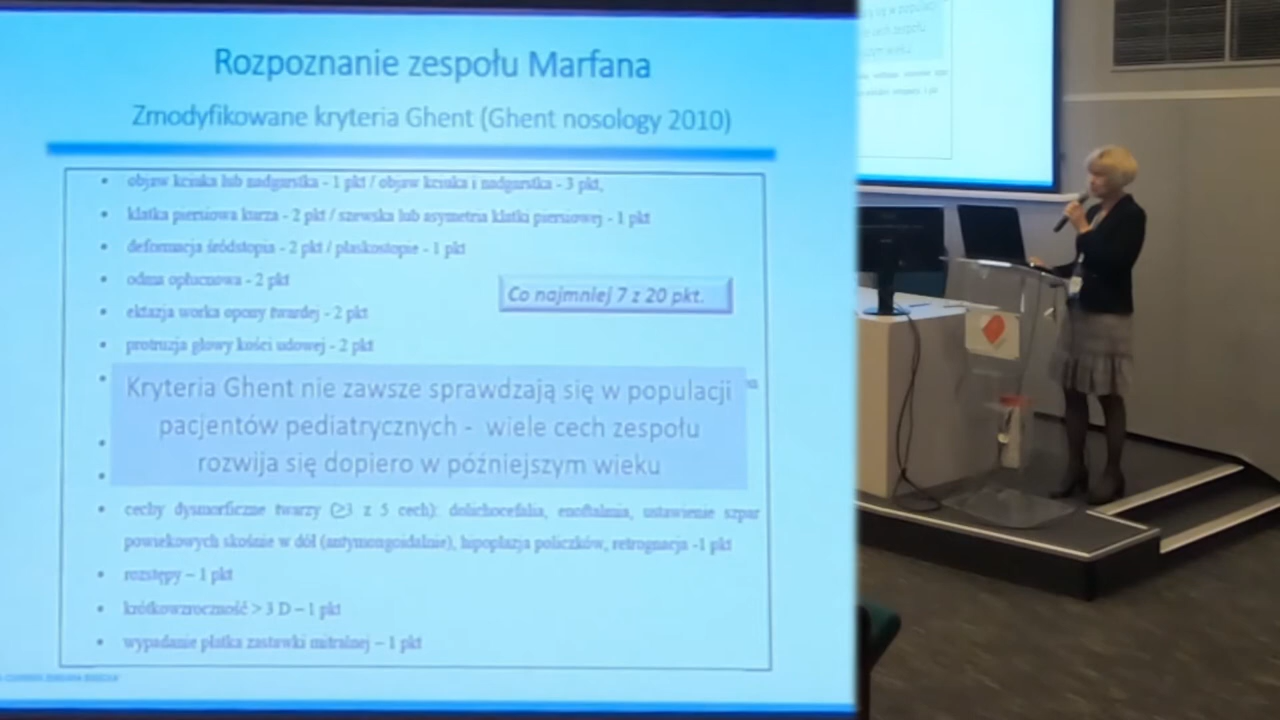 Rozpoznanie zespołu Marfana
Zmodyfikowane kryteria Ghent (Ghent nosology 2010)
objaw kciuka lub nadgarstka - 1 pkt / objaw kciuka i nadgarstka - 3 pkt,
klatka piersiowa kurza - 2 pkt / szewska lub asymetria klatki piersiowej - 1 pkt
deformacja śródstopia - 2 pkt / płaskostopie - 1 pkt
odma opłucnowa - 2 pkt
Co najmniej 7 z 20 pkt.
ektazja worka opony twardej - 2 pkt
protruzja głowy kości udowej - 2 pkt
Kryteria Ghent nie zawsze sprawdzają się w populacji
pacjentów pediatrycznych - wiele cech zespołu
rozwija się dopiero w późniejszym wieku
cechy dysmorficzne twarzy (≥3 z 5 cech): dolichocefalia, enoftalmia, ustawienie szpar
powiekowych skośnie w dół (antymongoidalnie), hipoplazja policzków, retrognacja -1 pkt
rozstępy – 1 pkt
krótkowzroczność > 3 D – 1 pkt
wypadanie płatka zastawki mitralnej – 1 pkt
się w populacji
cech zespołu
wieku